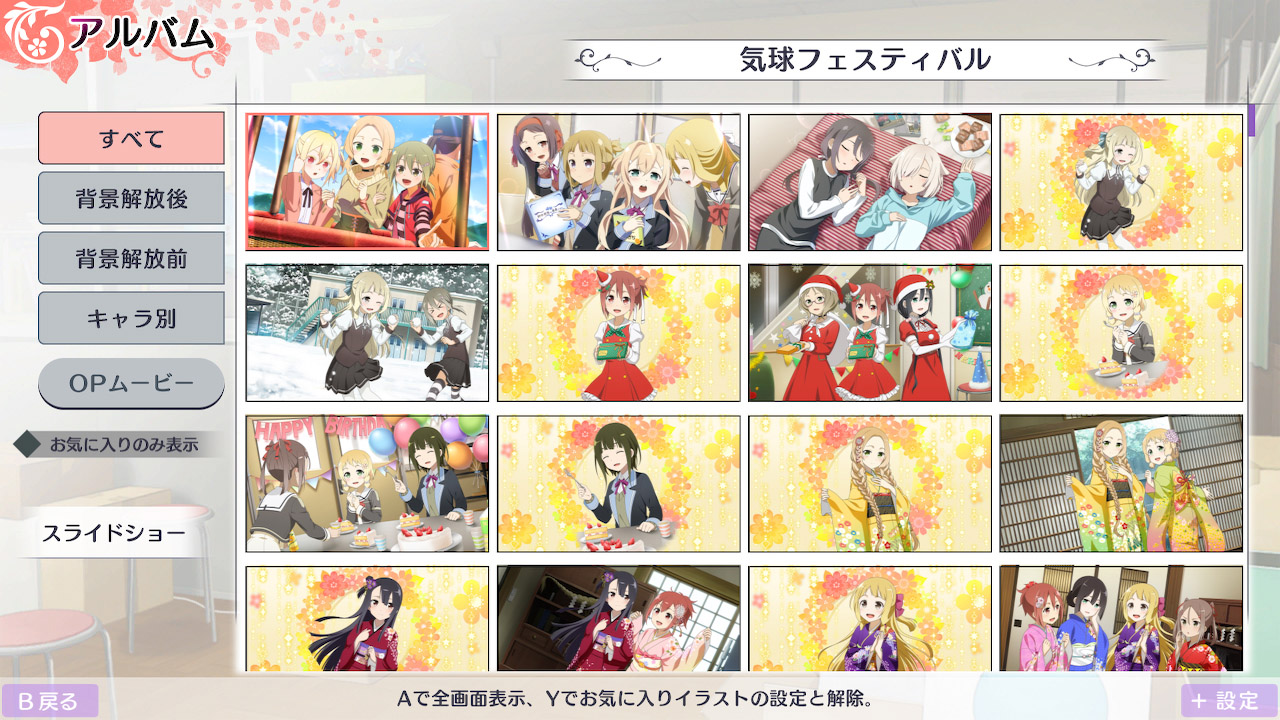 アルバム
気球フェスティバル
すべて
背景解放後
背景解放前
キャラ別
OPムービー
お気に入りのみ表示
スライドショー
HAPPY BIRTHDAY
B 戻る
Aで全画面表示、Yでお気に入りイラストの設定と解除。
+ 設定